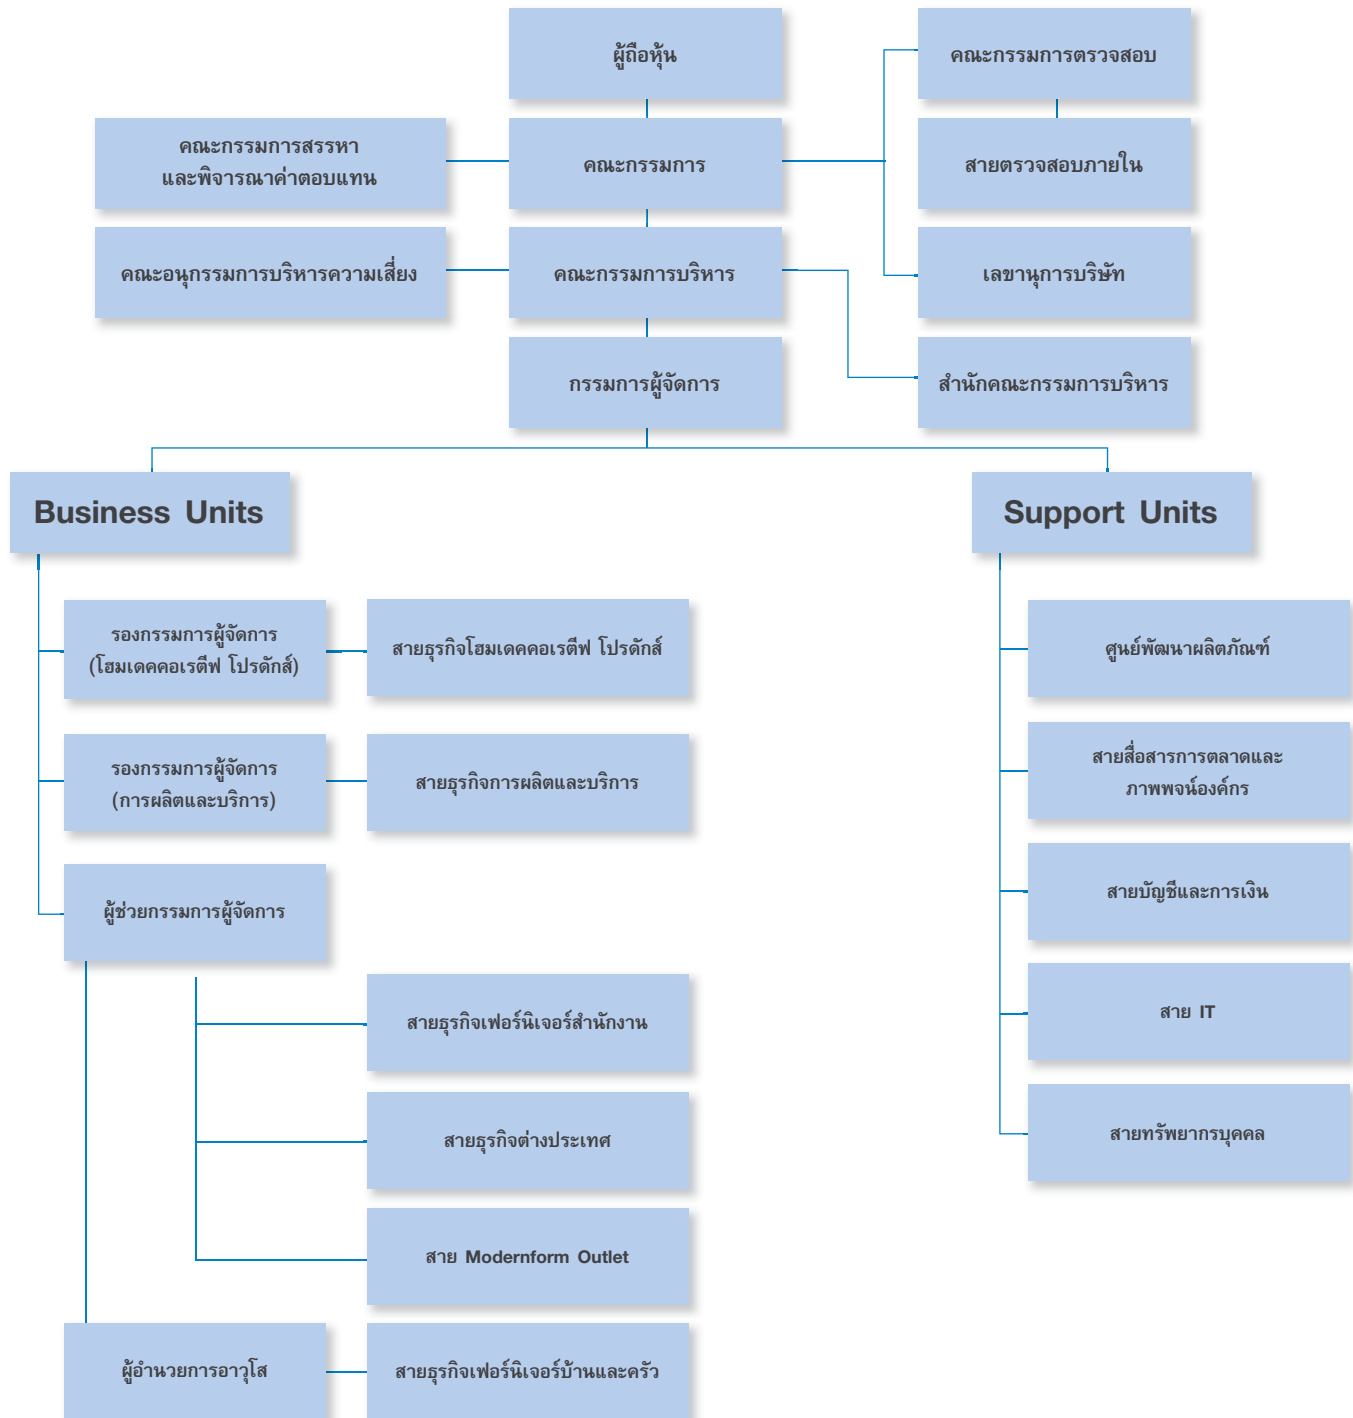 ผู้ถือหุ้น
คณะกรรมการตรวจสอบ
คณะกรรมการสรรหา
และพิจารณาค่าตอบแทน
คณะกรรมการ
สายตรวจสอบภายใน
คณะอนุกรรมการบริหารความเสี่ยง
คณะกรรมการบริหาร
เลขานุการบริษัท
กรรมการผู้จัดการ
สำนักคณะกรรมการบริหาร
Business Units
Support Units
รองกรรมการผู้จัดการ
(โฮมเดคคอเรตีฟ โปรดักส์)
สายธุรกิจโฮมเดคคอเรตีฟ โปรดักส์
ศูนย์พัฒนาผลิตภัณฑ์
รองกรรมการผู้จัดการ
(การผลิตและบริการ)
สายธุรกิจการผลิตและบริการ
สายสื่อสารการตลาดและ
ภาพพจน์องค์กร
ผู้ช่วยกรรมการผู้จัดการ
สายบัญชีและการเงิน
สายธุรกิจเฟอร์นิเจอร์สำนักงาน
สาย IT
สายธุรกิจต่างประเทศ
สายทรัพยากรบุคคล
สาย Modernform Outlet
ผู้อำนวยการอาวุโส
สายธุรกิจเฟอร์นิเจอร์บ้านและครัว